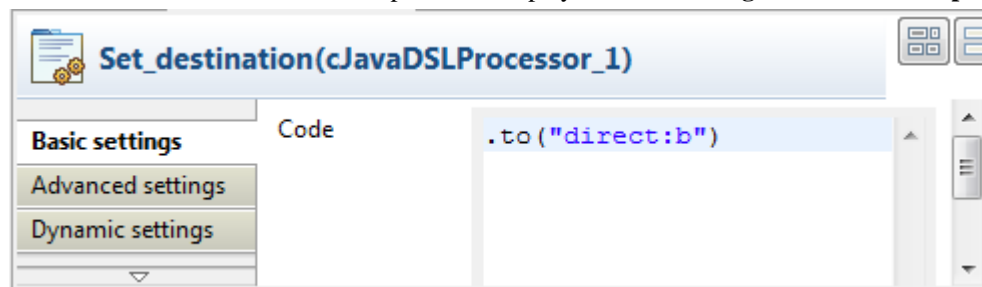 Set_destination(cJavaDSLProcessor_1)
Basic settings
Code
.to("direct:b")
Advanced settings
Dynamic settings